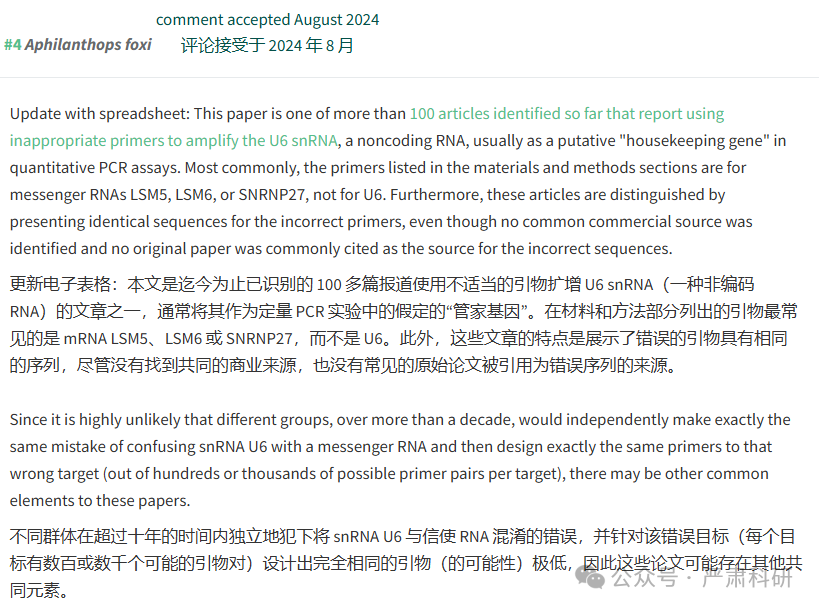 comment accepted August 2024
#4 Aphilanthops foxi
评论接受于 2024 年 8 月
Update with spreadsheet: This paper is one of more than 100 articles identified so far that report using
inappropriate primers to amplify the U6 snRNA, a noncoding RNA, usually as a putative "housekeeping gene" in
quantitative PCR assays. Most commonly, the primers listed in the materials and methods sections are for
messenger RNAs LSM5, LSM6, or SNRNP27, not for U6. Furthermore, these articles are distinguished by
presenting identical sequences for the incorrect primers, even though no common commercial source was
identified and no original paper was commonly cited as the source for the incorrect sequences.
更新电子表格：本文是迄今为止已识别的 100 多篇报道使用不适当的引物扩增 U6 snRNA（一种非编码
RNA）的文章之一，通常将其作为定量 PCR 实验中的假定的“管家基因”。在材料和方法部分列出的引物最常
见的是 mRNA LSM5、LSM6 或 SNRNP27，而不是 U6。此外，这些文章的特点是展示了错误的引物具有相同
的序列，尽管没有找到共同的商业来源，也没有常见的原始论文被引用为错误序列的来源。
Since it is highly unlikely that different groups, over more than a decade, would independently make exactly the
same mistake of confusing snRNA U6 with a messenger RNA and then design exactly the same primers to that
wrong target (out of hundreds or thousands of possible primer pairs per target), there may be other common
elements to these papers.
不同群体在超过十年的时间内独立地犯下将 snRNA U6 与信使 RNA 混淆的错误，并针对该错误目标（每个目
标有数百或数千个可能的引物对）设计出完全相同的引物（的可能性）极低，因此这些论文可能存在其他共
同元素。
公众号 · 严肃科研